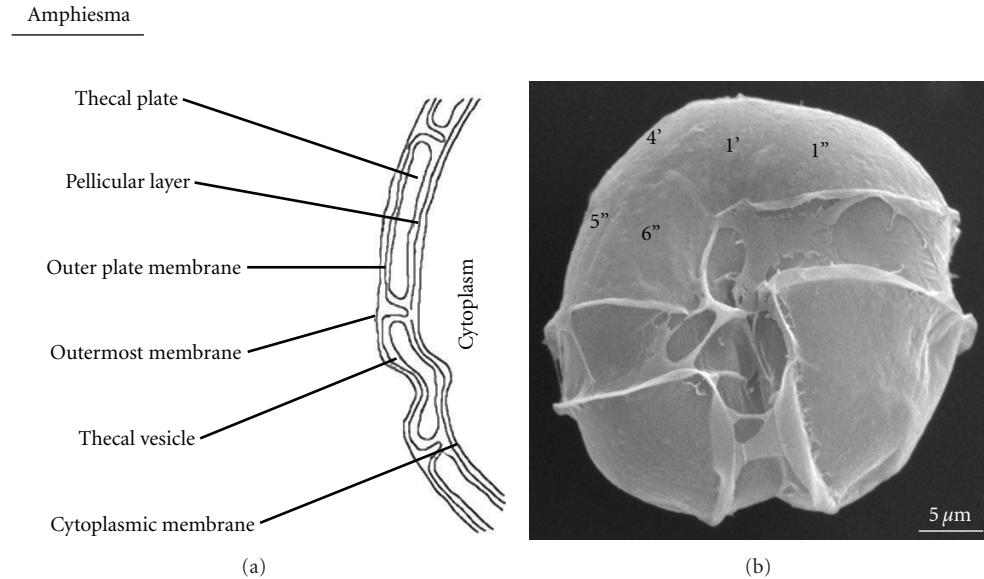 Amphiesma
Thecal plate
Pellicular layer
Outer plate membrane
Outermost membrane
Thecal vesicle
Cytoplasmic membrane
Cytoplasm
(a)
4’
1’
1”
5”
6”
5 μm
(b)